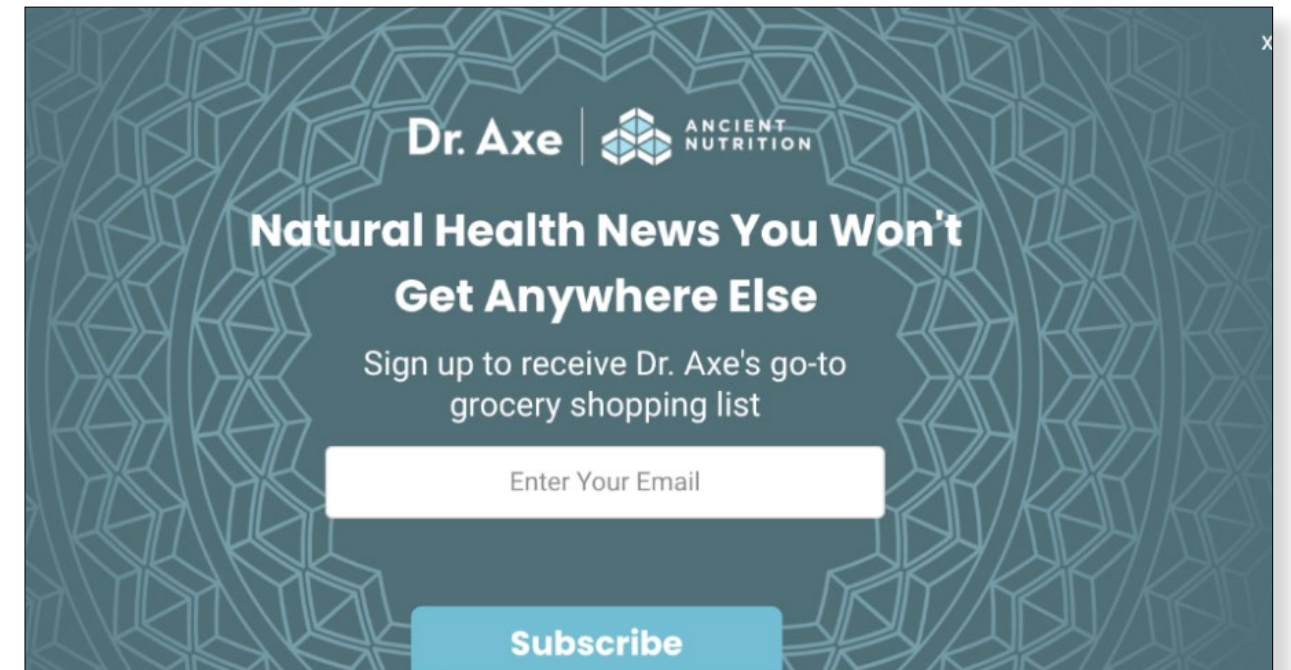 x
Dr. Axe
ANCIENT
NUTRITION
Natural Health News You Won't
Get Anywhere Else
Sign up to receive Dr. Axe's go-to
grocery shopping list
Enter Your Email
Subscribe